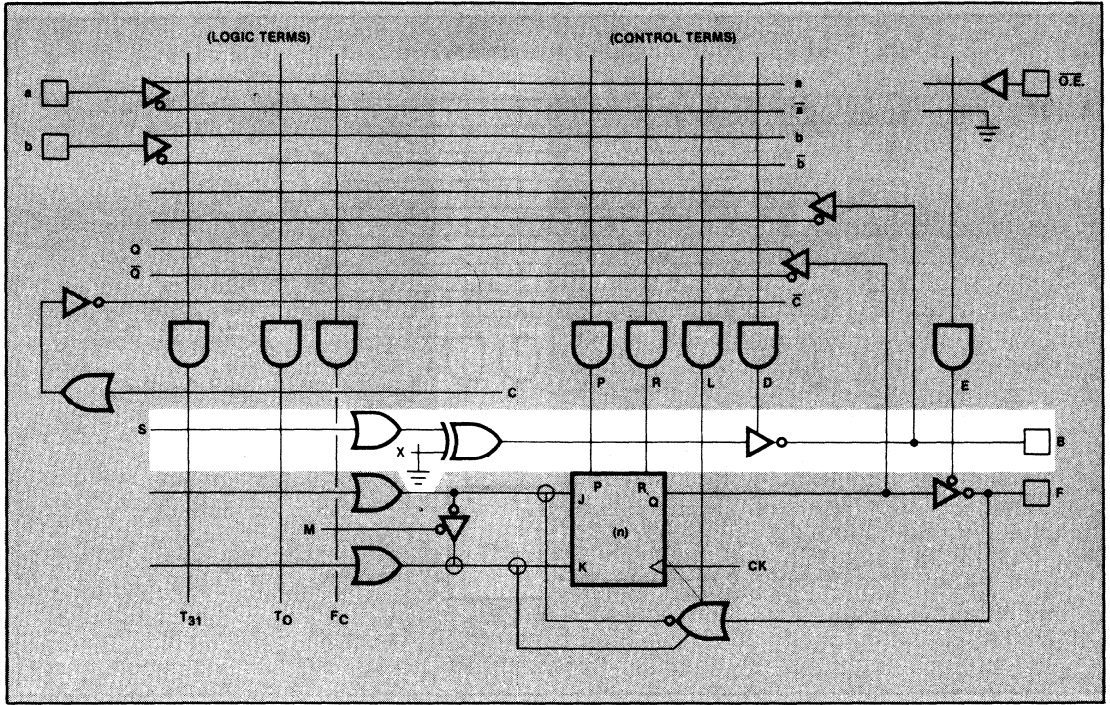 (LOGIC TERMS) (CONTROL TERMS)
a a O̅.E̅.
a̅
b b
b̅
Q
Q̅
C̅
P R L D E
C
S X B
J P R Q F
M (n)
K CK
T31 TO FC